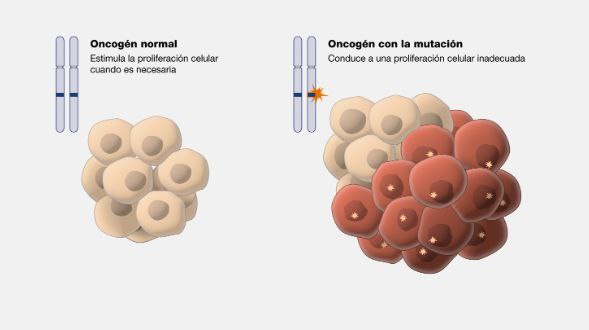 Oncogén normal
Estimula la proliferación celular
cuando es necesaria
Oncogén con la mutación
Conduce a una proliferación celular inadecuada